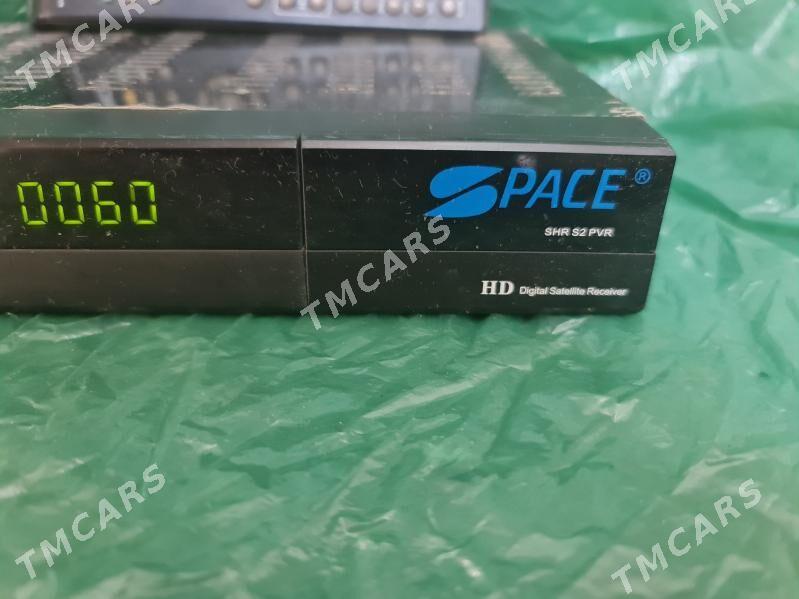 TMCARS
TMCARS
0060
SPACE®
SHR S2 PVR
TMCARS
HD Digital Satellite Receiver
TMCARS
TMCARS